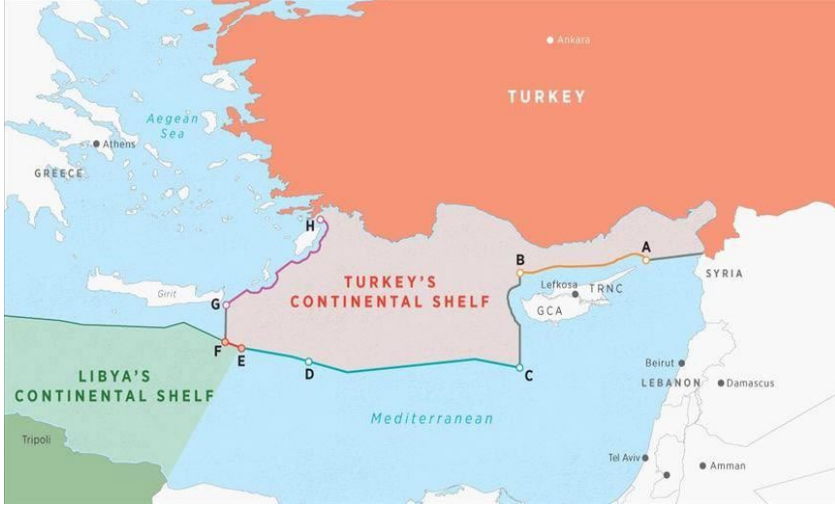 Ankara
TURKEY
Aegean
Sea
Athens
GREECE
H
TURKEY'S
CONTINENTAL SHELF
B
A
SYRIA
Lefkosa
TRNC
GCA
Girit
G
F
E
D
C
LIBYA'S
CONTINENTAL SHELF
Beirut
LEBANON
Damascus
Mediterranean
Tripoli
Tel Aviv
Amman